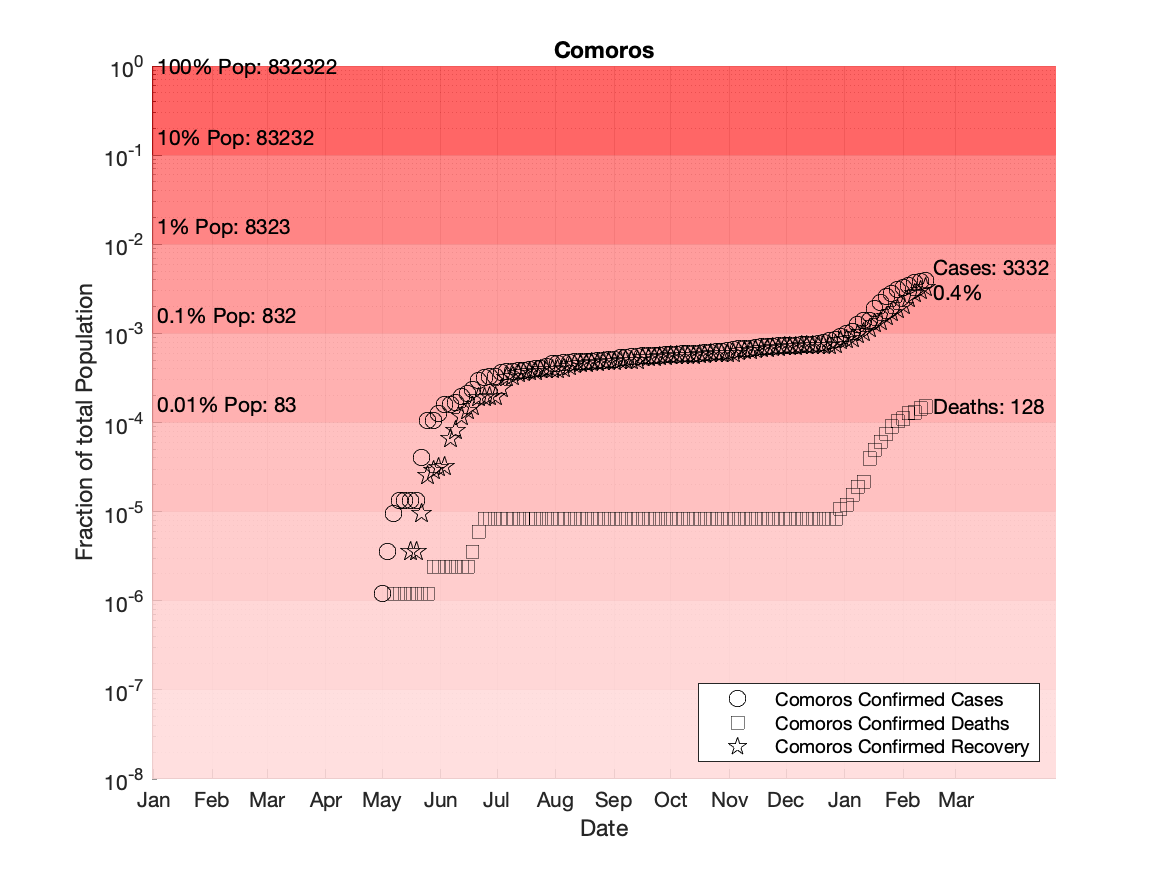 Comoros
10^0
100% Pop: 832322
10% Pop: 83232
10^-1
1% Pop: 8323
10^-2
Cases: 3332
0.4%
0.1% Pop: 832
10^-3
0.01% Pop: 83
Deaths: 128
10^-4
10^-5
10^-6
10^-7
10^-8
Fraction of total Population
Comoros Confirmed Cases
Comoros Confirmed Deaths
Comoros Confirmed Recovery
Jan Feb Mar Apr May Jun Jul Aug Sep Oct Nov Dec Jan Feb Mar
Date